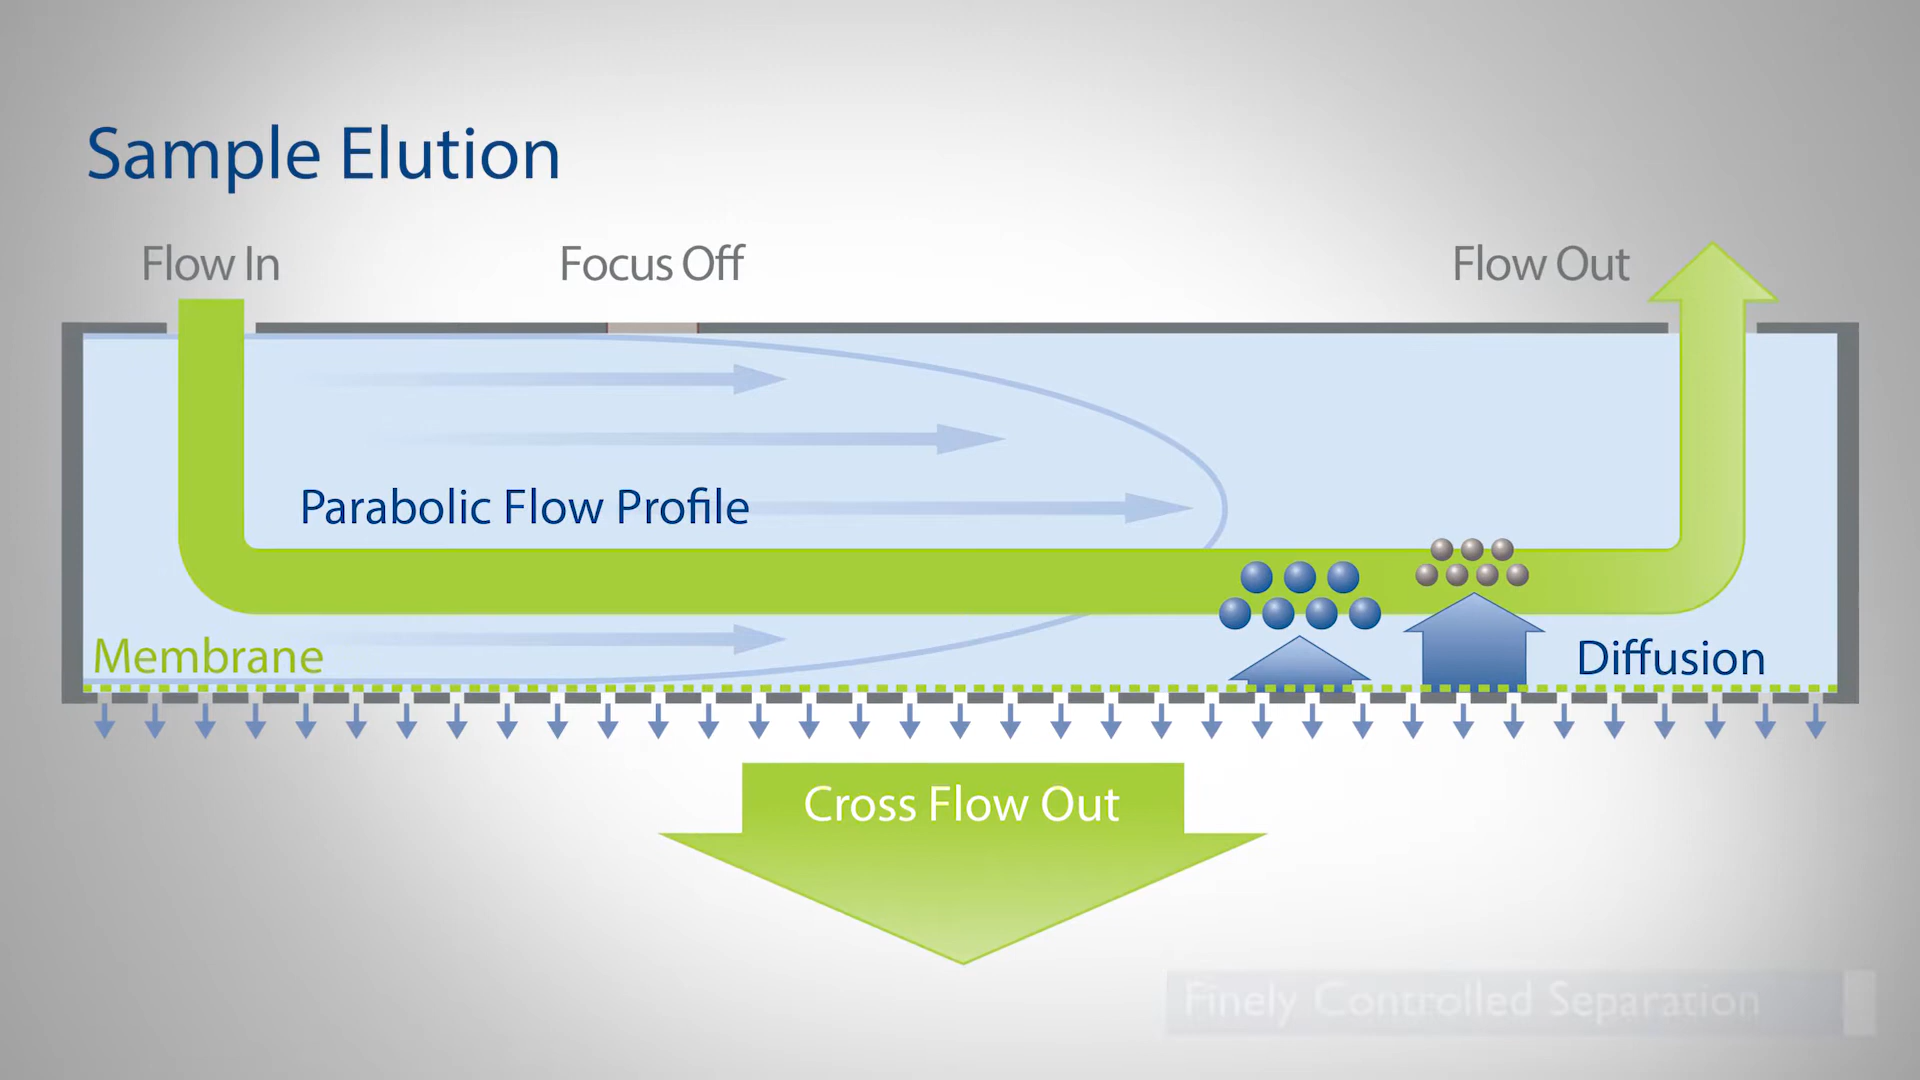 Sample Elution
Flow In
Focus Off
Flow Out
Parabolic Flow Profile
Membrane
Diffusion
Cross Flow Out
Finely Controlled Separation